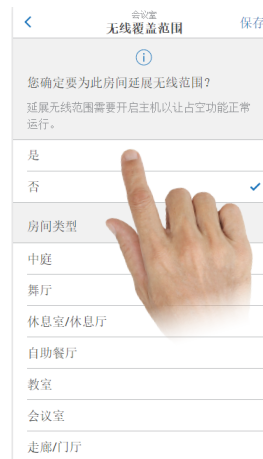 会议室
无线覆盖范围
保存
您确定要为此房间延展无线范围?
延展无线范围需要开启主机以让占空功能正常
运行。
是
否
房间类型
中庭
舞厅
休息室/休息厅
自助餐厅
教室
会议室
走廊/门厅